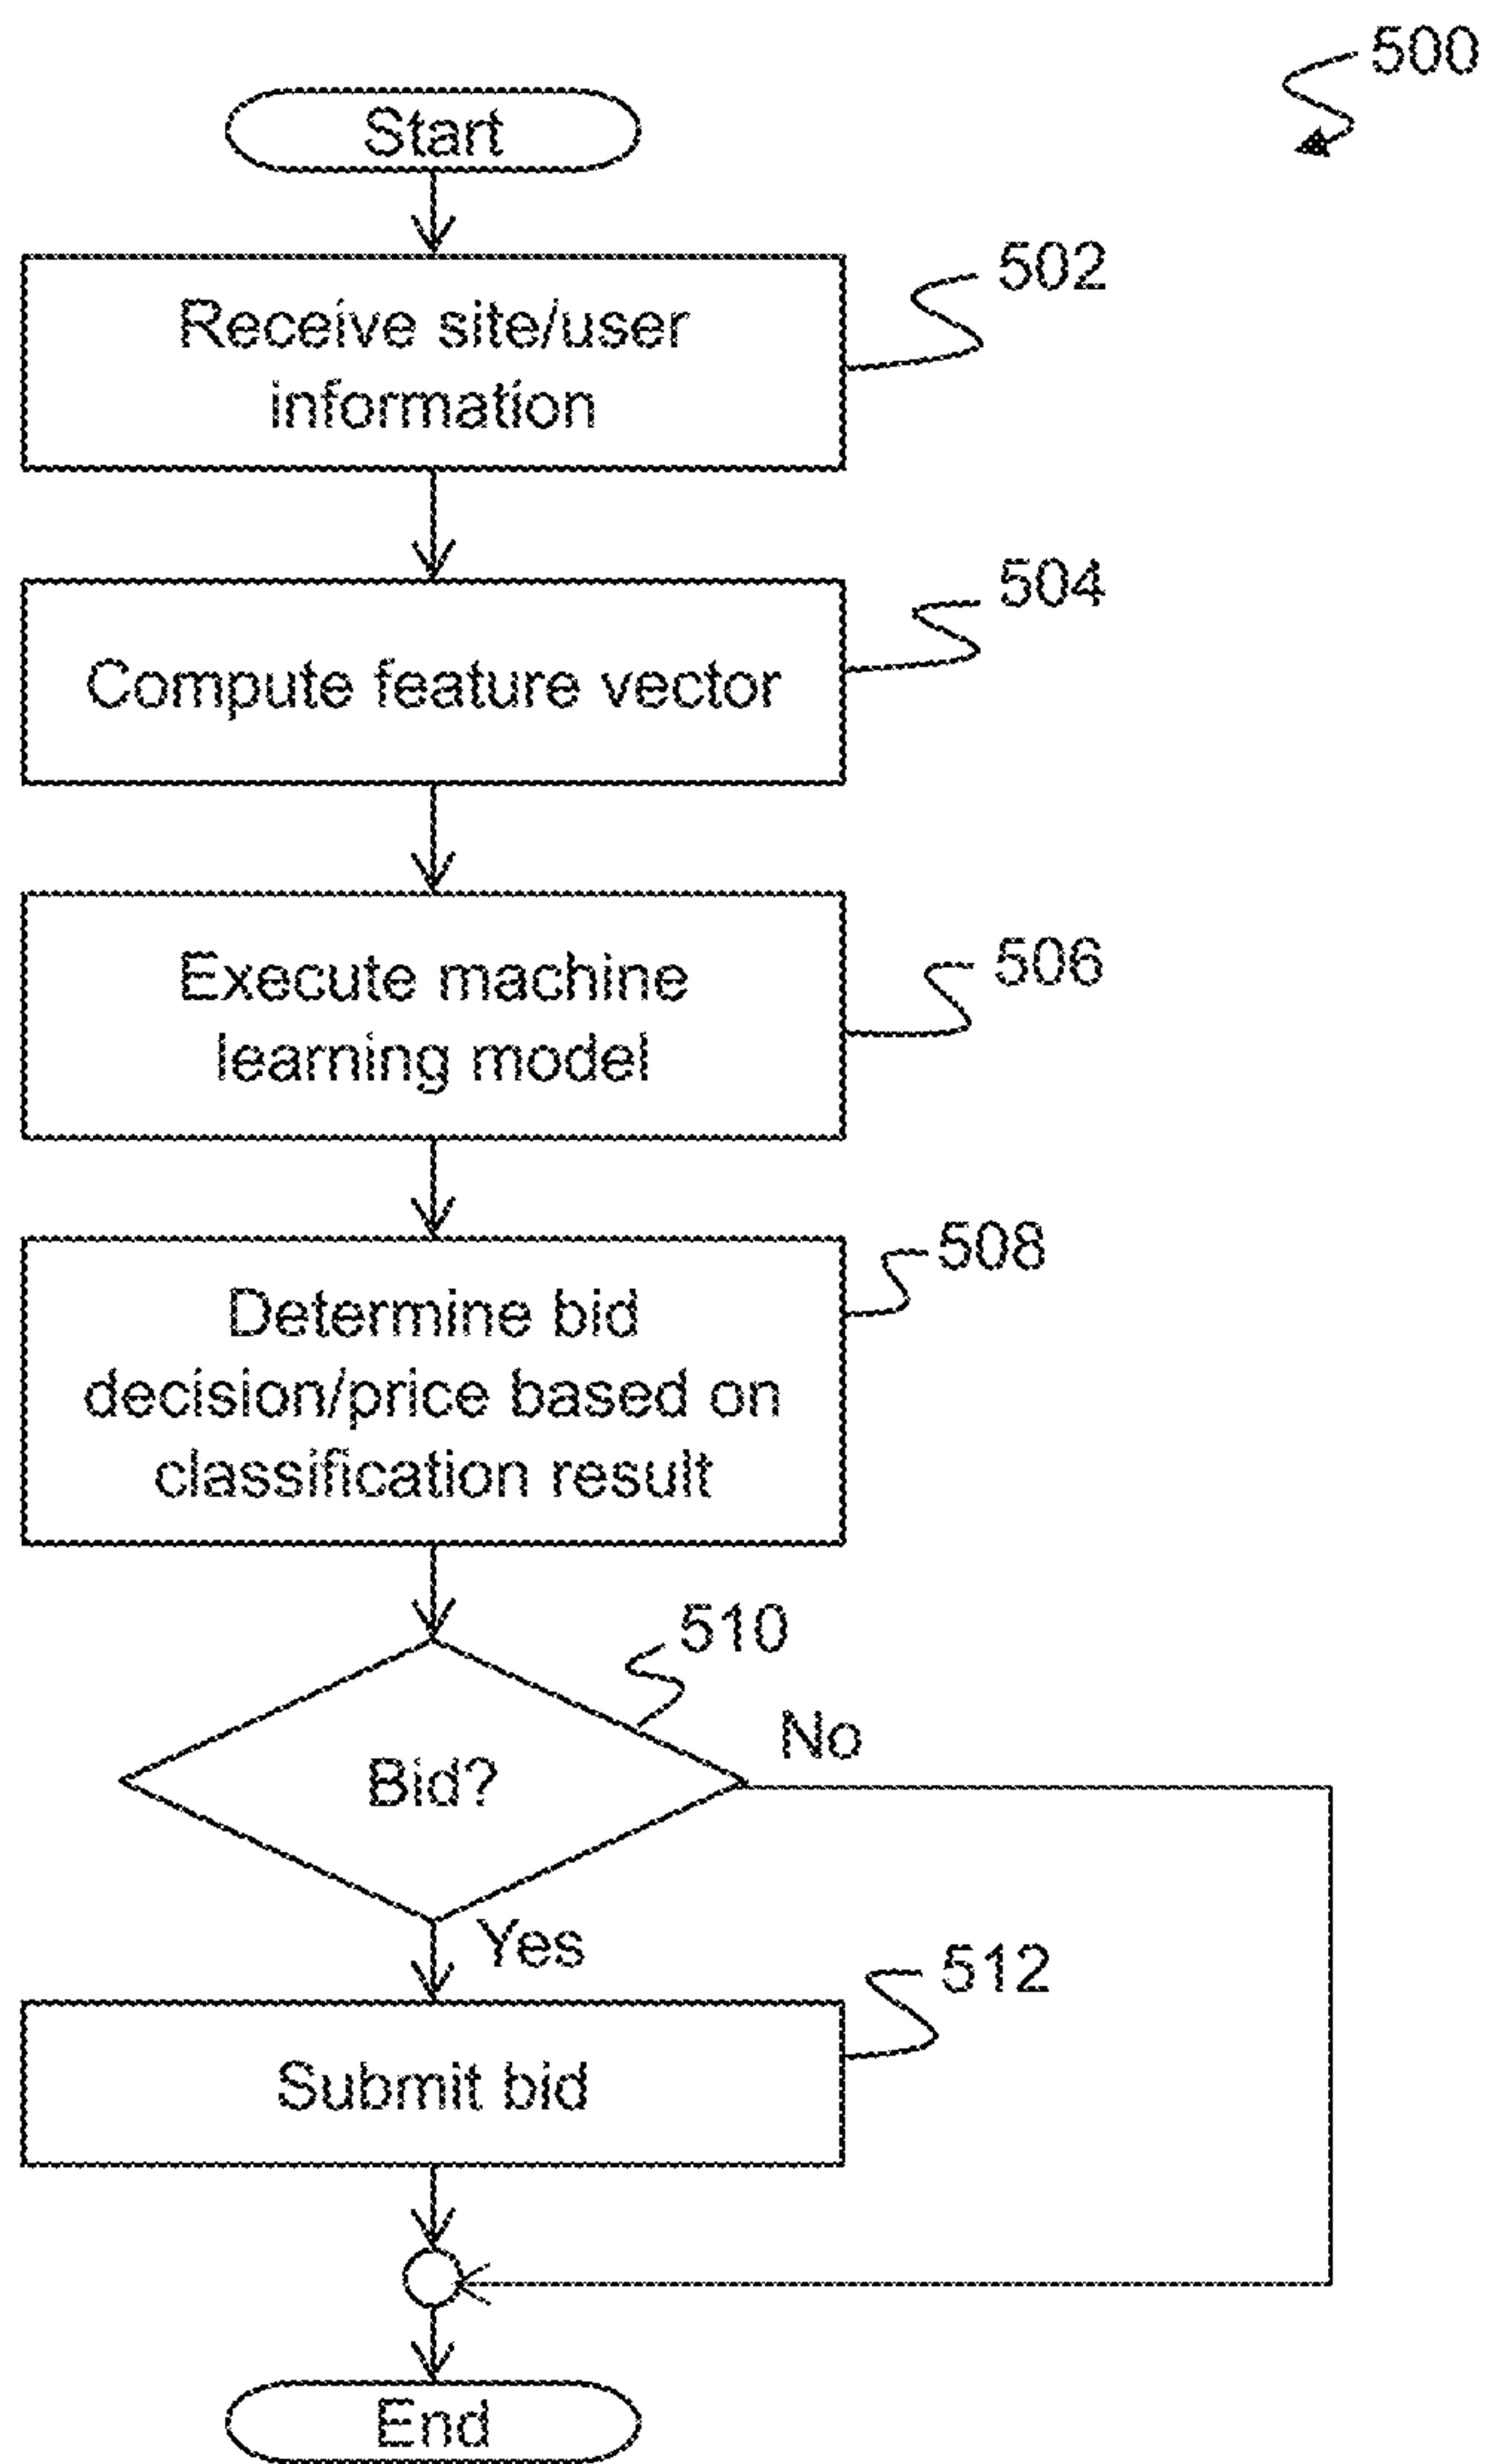 500
Start
502
Receive site/user
information
504
Compute feature vector
506
Execute machine
learning model
508
Determine bid
decision/price based on
classification result
510
No
Bid?
Yes
512
Submit bid
End